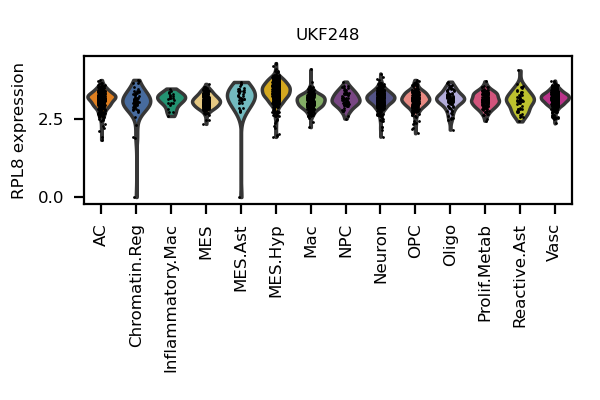 UKF248
RPL8 expression
2.5
0.0
AC
Chromatin.Reg
Inflammatory.Mac
MES
MES.Ast
MES.Hyp
Mac
NPC
Neuron
OPC
Oligo
Prolif.Metab
Reactive.Ast
Vasc